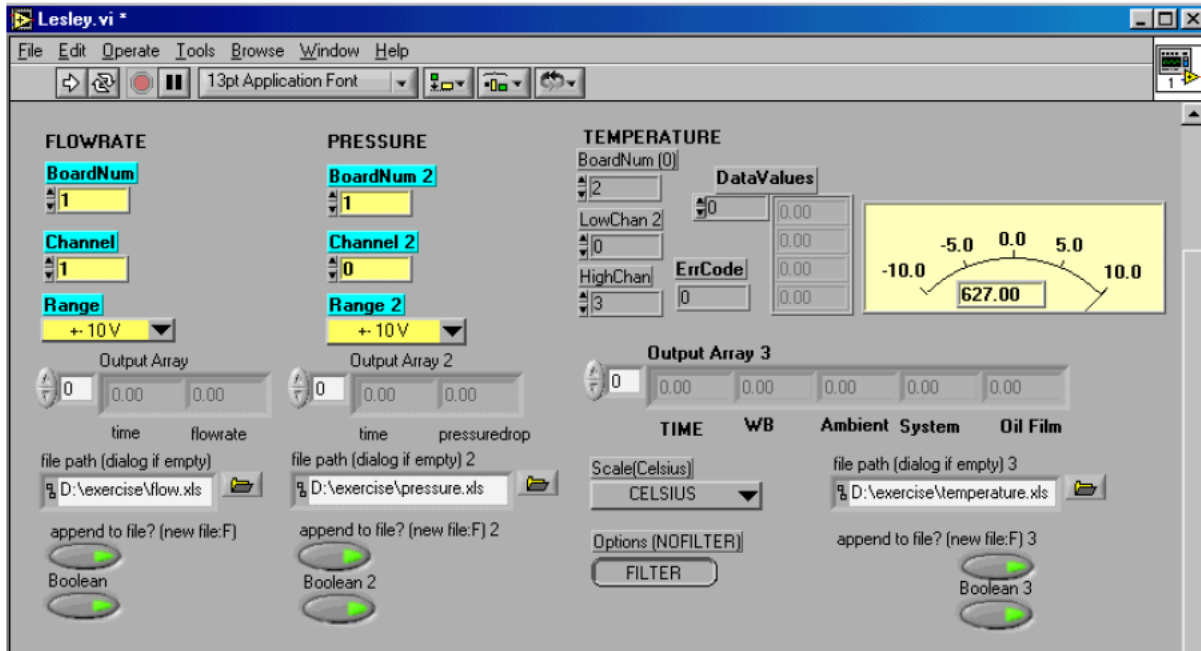 Lesley.vi *
File Edit Operate Tools Browse Window Help
13pt Application Font
1
FLOWRATE
BoardNum
1
Channel
1
Range
+- 10 V
Output Array
0 0.00 0.00
time flowrate
file path (dialog if empty)
D:\exercise\flow.xls
append to file? (new file:F)
Boolean
PRESSURE
BoardNum 2
1
Channel 2
0
Range 2
+- 10 V
Output Array 2
0 0.00 0.00
time pressuredrop
file path (dialog if empty) 2
D:\exercise\pressure.xls
append to file? (new file:F) 2
Boolean 2
TEMPERATURE
BoardNum (0)
2
LowChan 2
0
HighChan
3
DataValues
0 0.00
0.00
0.00
0.00
ErrCode
0
-10.0 -5.0 0.0 5.0 10.0
627.00
Output Array 3
0 0.00 0.00 0.00 0.00 0.00
TIME WB Ambient System Oil Film
Scale(Celsius)
CELSIUS
Options (NOFILTER)
FILTER
file path (dialog if empty) 3
D:\exercise\temperature.xls
append to file? (new file:F) 3
Boolean 3